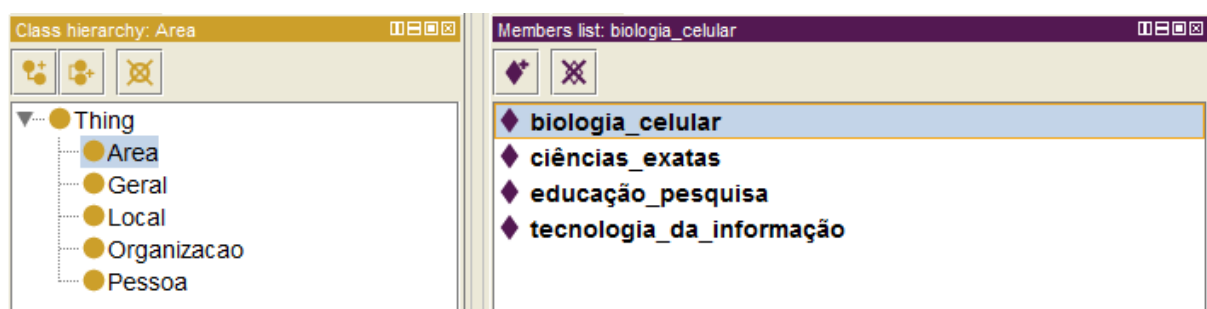 Class hierarchy: Area
Thing
Area
Geral
Local
Organizacao
Pessoa
Members list: biologia_celular
biologia_celular
ciências_exatas
educação_pesquisa
tecnologia_da_informação